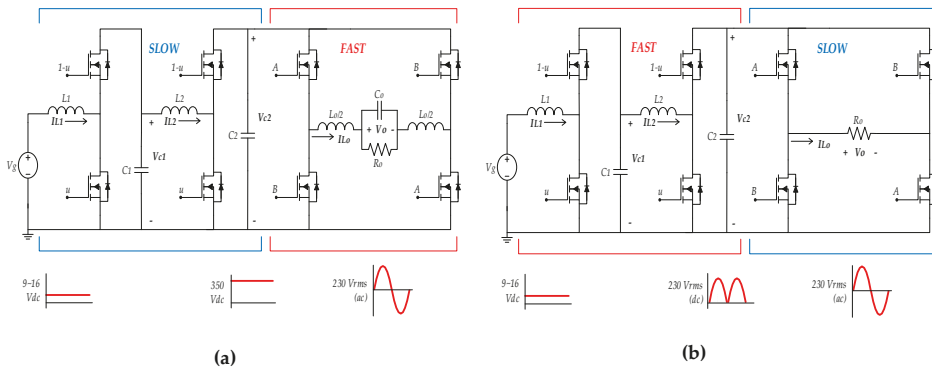 SLOW
FAST
1-u
1-u
A
B
L1
IL1
L2
IL2
+
Vc1
-
C1
+
Vc2
-
C2
Vg
u
u
B
A
Lo/2
ILo
Co
+ Vo -
Ro
Lo/2
9-16
Vdc
350
Vdc
230 Vrms
(ac)
(a)
FAST
SLOW
1-u
1-u
A
B
L1
IL1
L2
IL2
+
Vc1
-
C1
+
Vc2
-
C2
Vg
u
u
B
A
Ro
ILo
+ Vo -
9-16
Vdc
230 Vrms
(dc)
230 Vrms
(ac)
(b)